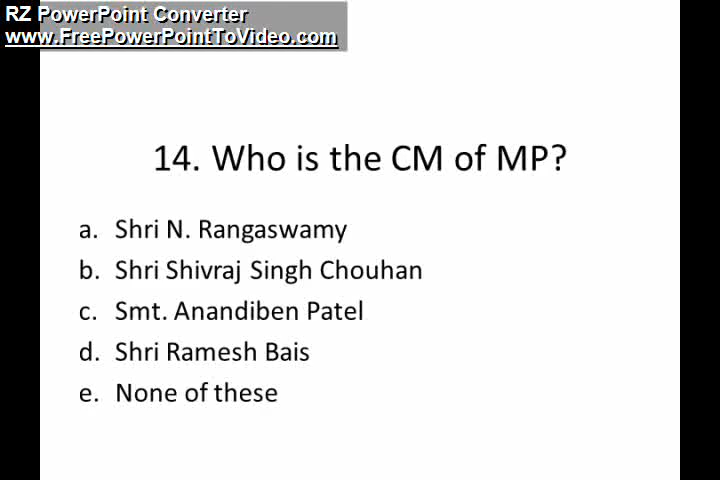 RZ PowerPoint Converter
www.FreePowerPointToVideo.com
14. Who is the CM of MP?
a. Shri N. Rangaswamy
b. Shri Shivraj Singh Chouhan
c. Smt. Anandiben Patel
d. Shri Ramesh Bais
e. None of these